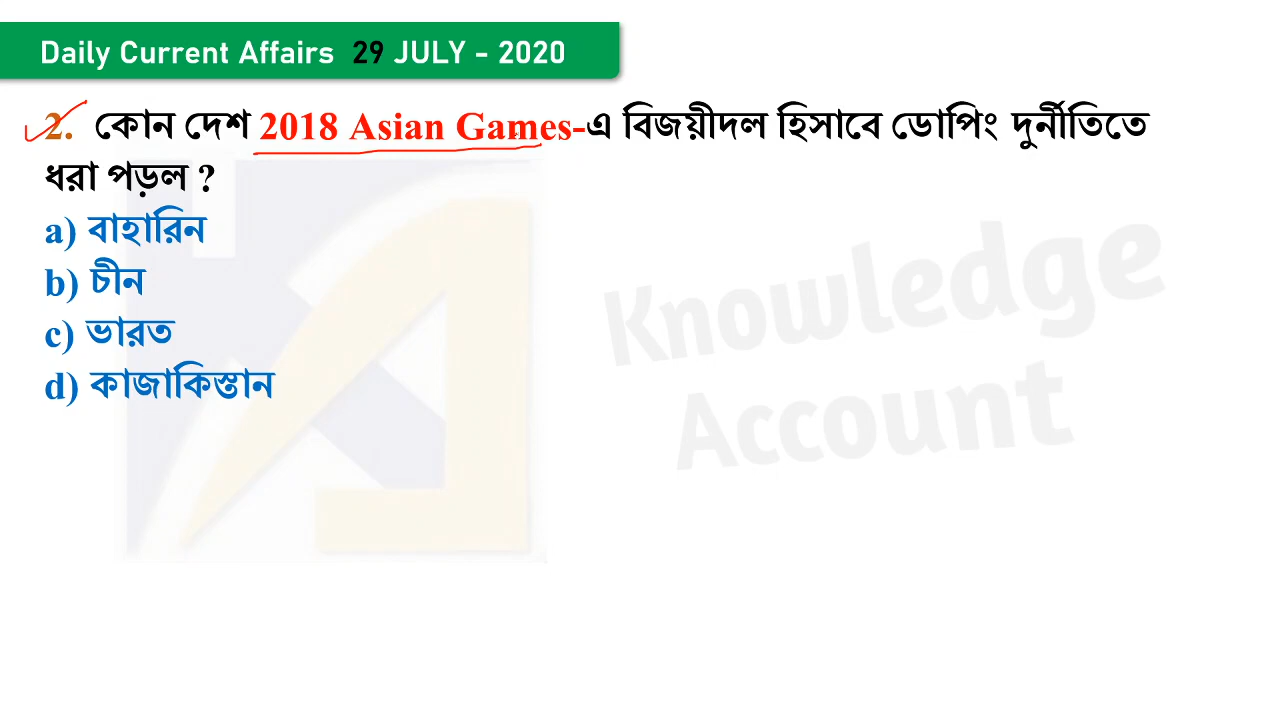 Daily Current Affairs 29 JULY - 2020
2. কোন দেশ 2018 Asian Games-এ বিজয়ীদল হিসাবে ডোপিং দুর্নীতিতে
ধরা পড়ল ?
a) বাহারিন
b) চীন
c) ভারত
d) কাজাকিস্তান
Knowledge
Account